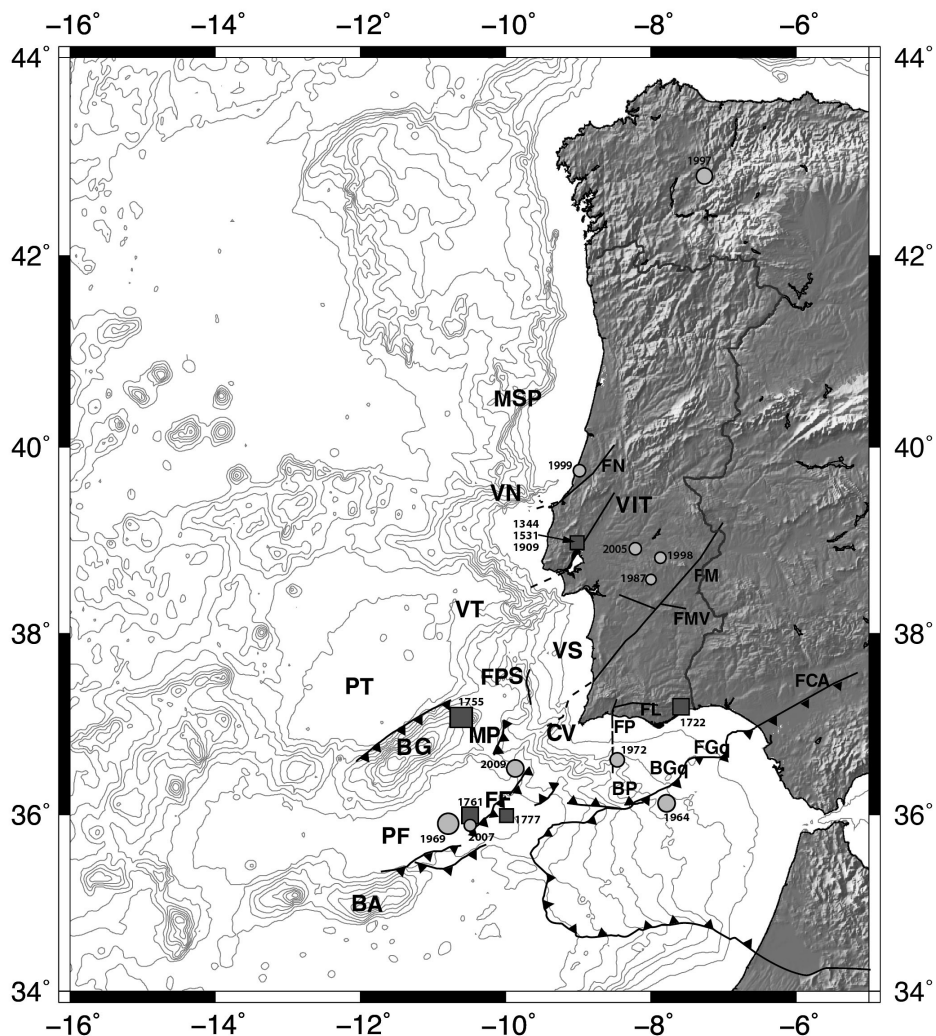 −16° −14° −12° −10° −8° −6°
44° 44°
1997
42° 42°
MSP
40° 40°
1999 FN
VN
VIT
1344
1531
1909
2005 1998
1987 FM
38° VT FMV 38°
VS
FPS FCA
PT
1755 FL
BG MP CV FP 1722
1972 FGq
2009 BGq
BP
1761 FF
36° 1777 1964 36°
PF 1969 2007
BA
34° 34°
−16° −14° −12° −10° −8° −6°